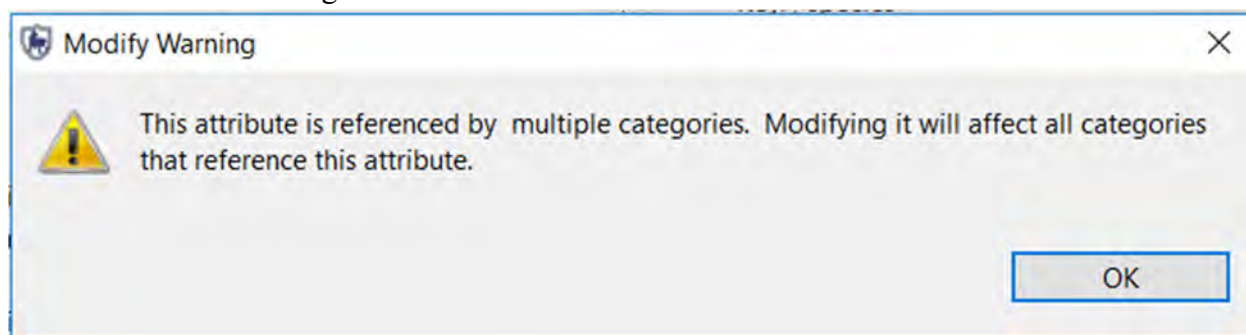 Modify Warning
This attribute is referenced by  multiple categories.  Modifying it will affect all categories
that reference this attribute.
OK